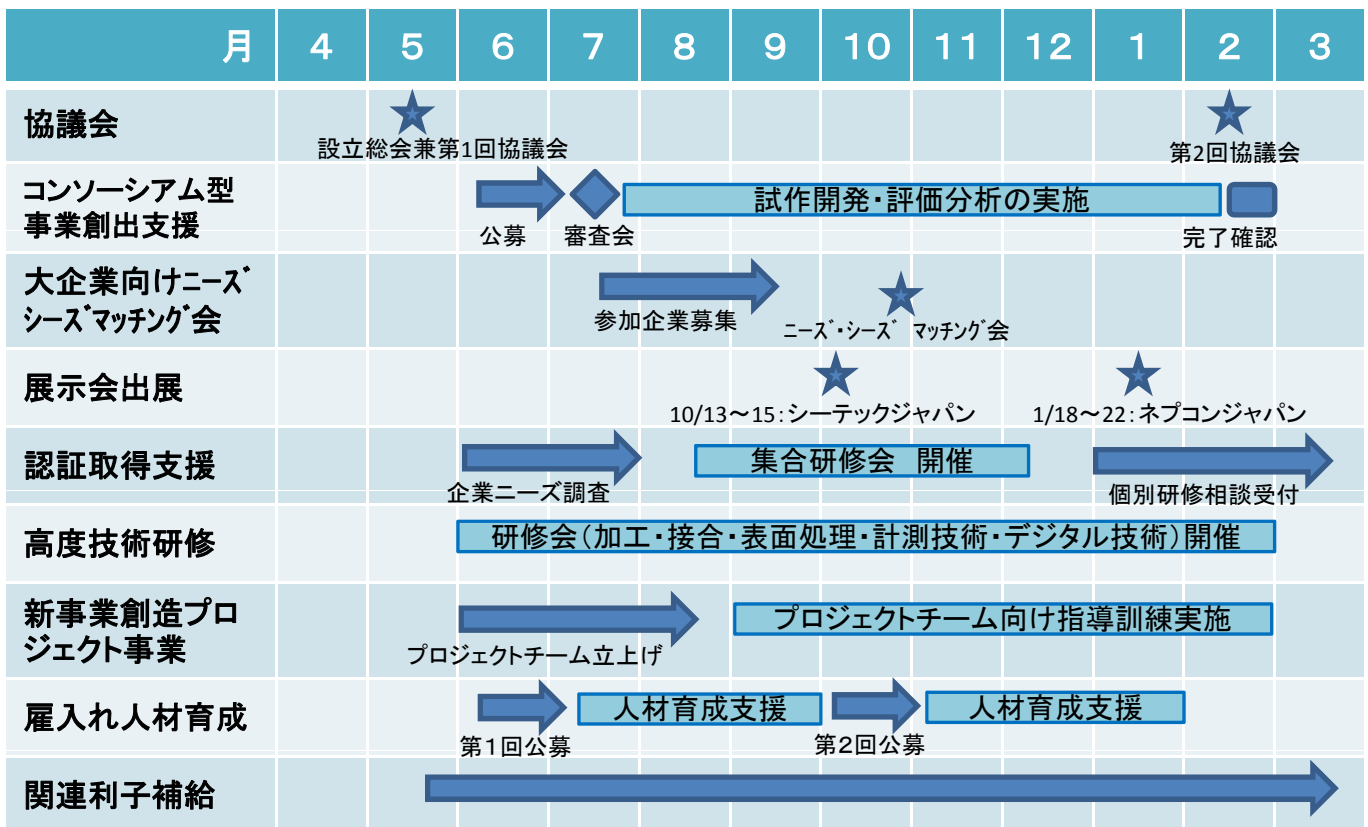 月 4 5 6 7 8 9 10 11 12 1 2 3
協議会
設立総会兼第1回協議会
第2回協議会
コンソーシアム型
事業創出支援
公募
審査会
試作開発・評価分析の実施
完了確認
大企業向けニーズ
シーズマッチング会
参加企業募集
ニーズ・シーズ マッチング会
展示会出展
10/13～15：シーテックジャパン
1/18～22：ネプコンジャパン
認証取得支援
企業ニーズ調査
集合研修会　開催
個別研修相談受付
高度技術研修
研修会（加工・接合・表面処理・計測技術・デジタル技術）開催
新事業創造プロ
ジェクト事業
プロジェクトチーム立上げ
プロジェクトチーム向け指導訓練実施
雇入れ人材育成
第１回公募
人材育成支援
第２回公募
人材育成支援
関連利子補給